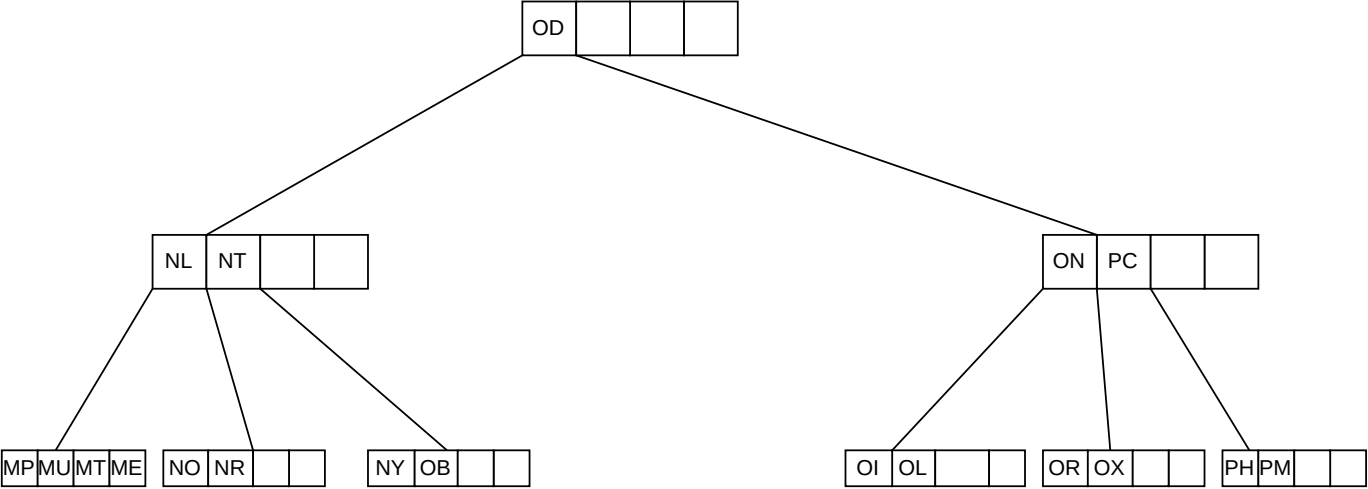 OD
NL NT
ON PC
MP MU MT ME NO NR NY OB OI OL OR OX PH PM